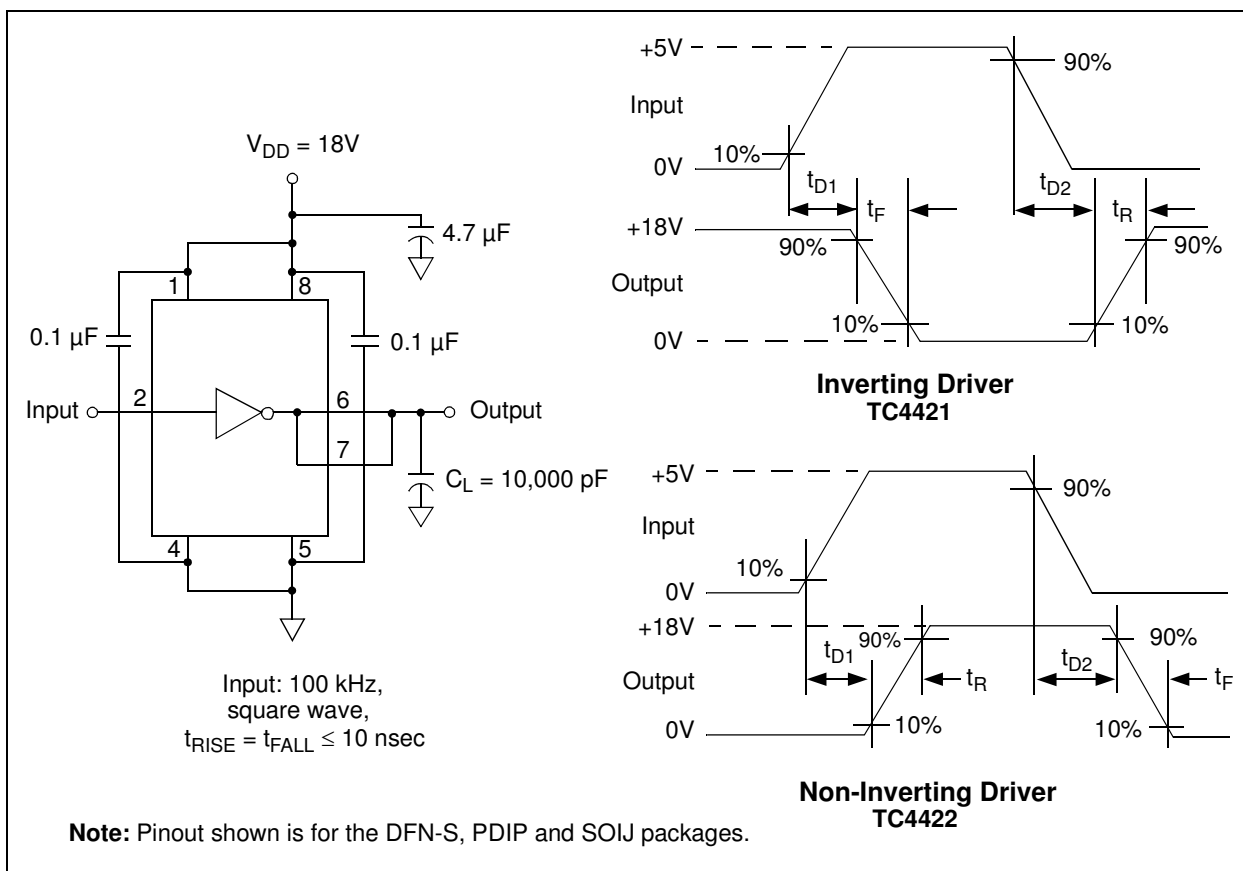 V_DD = 18V
4.7 µF
1
8
0.1 µF
0.1 µF
Input
2
6
Output
7
C_L = 10,000 pF
4
5
Input: 100 kHz,
square wave,
t_RISE = t_FALL ≤ 10 nsec
+5V
90%
Input
10%
0V
t_D1
t_D2
t_F
t_R
+18V
90%
90%
Output
10%
10%
0V
Inverting Driver
TC4421
+5V
90%
Input
10%
0V
+18V
90%
90%
t_D1
t_D2
Output
t_R
t_F
0V
10%
10%
Non-Inverting Driver
TC4422
Note: Pinout shown is for the DFN-S, PDIP and SOIJ packages.